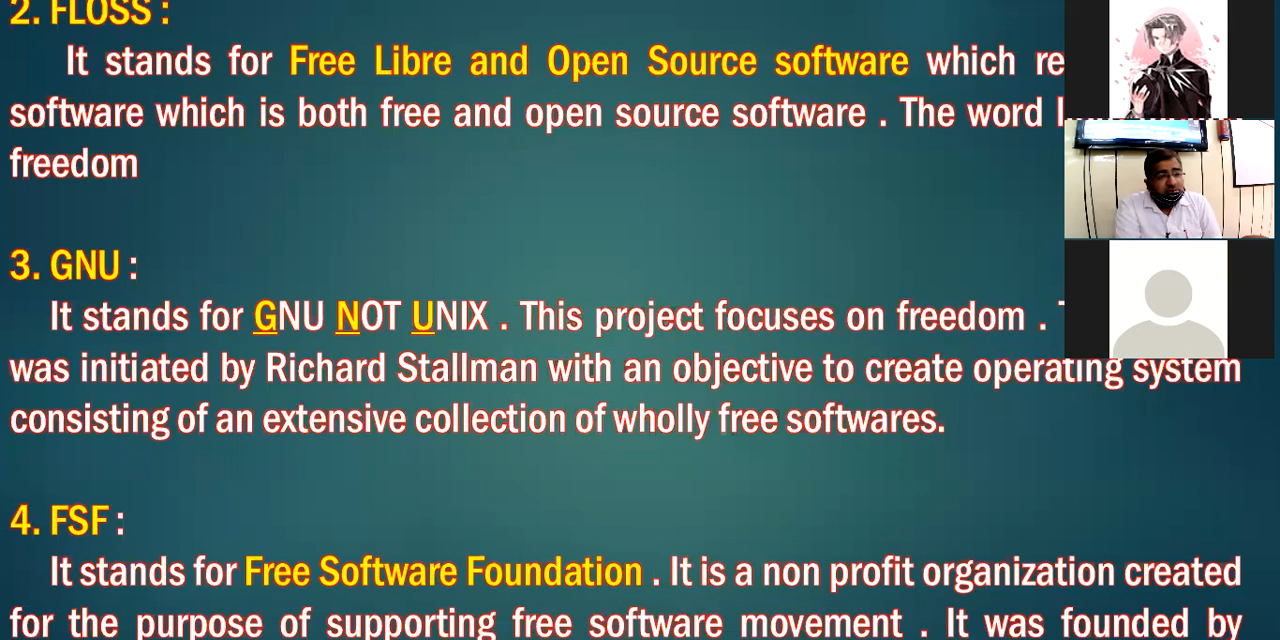 2. FLOSS :
It stands for Free Libre and Open Source software which
software which is both free and open source software . The word
freedom
3. GNU :
It stands for GNU NOT UNIX . This project focuses on freedom .
was initiated by Richard Stallman with an objective to create operating system
consisting of an extensive collection of wholly free softwares.
4. FSF :
It stands for Free Software Foundation . It is a non profit organization created
for the purpose of supporting free software movement . It was founded by